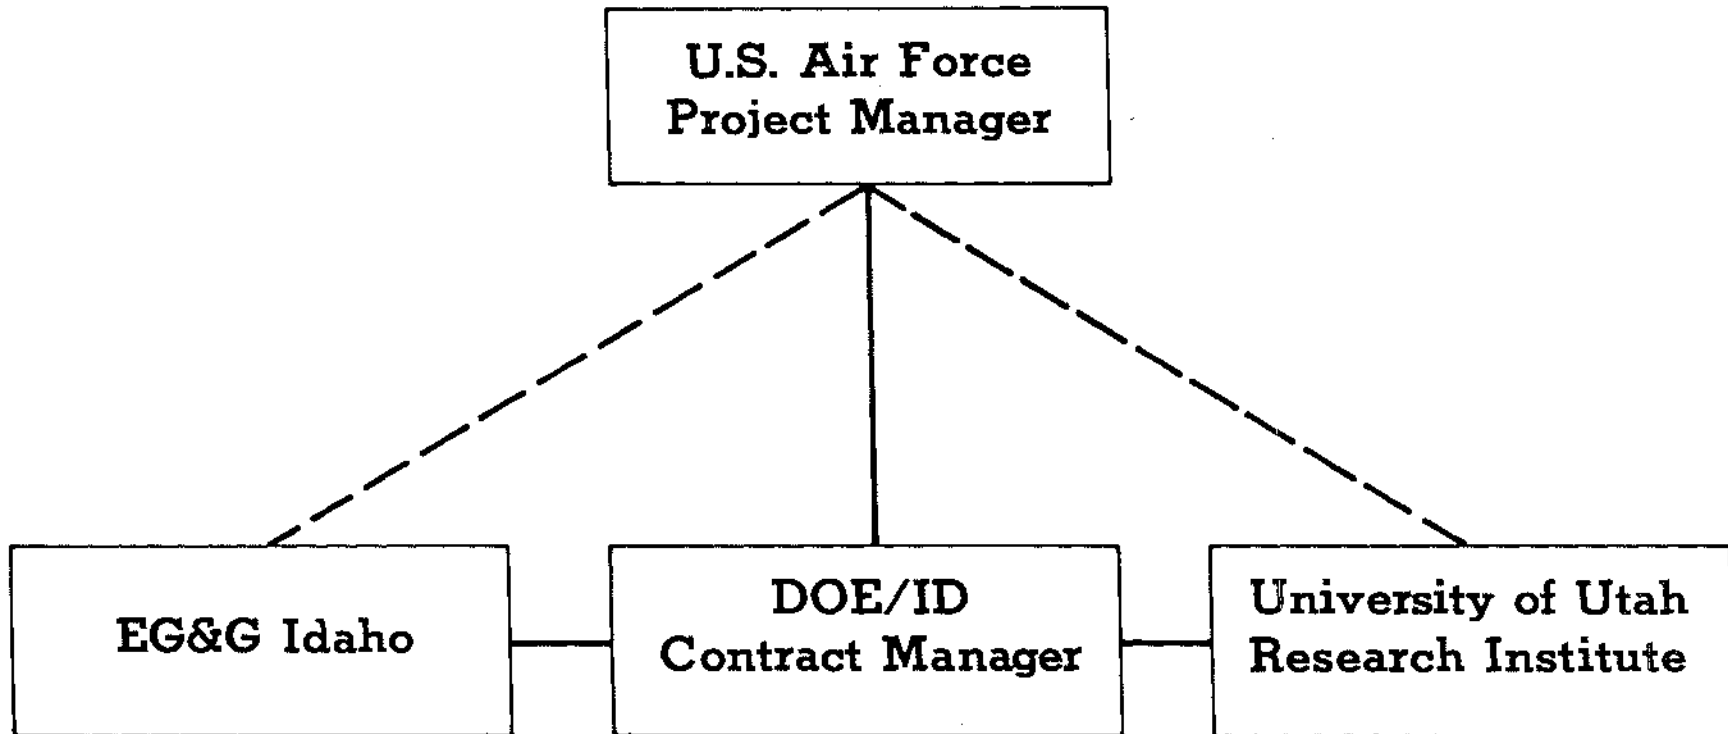 U.S. Air Force
Project Manager
EG&G Idaho
DOE/ID
Contract Manager
University of Utah
Research Institute